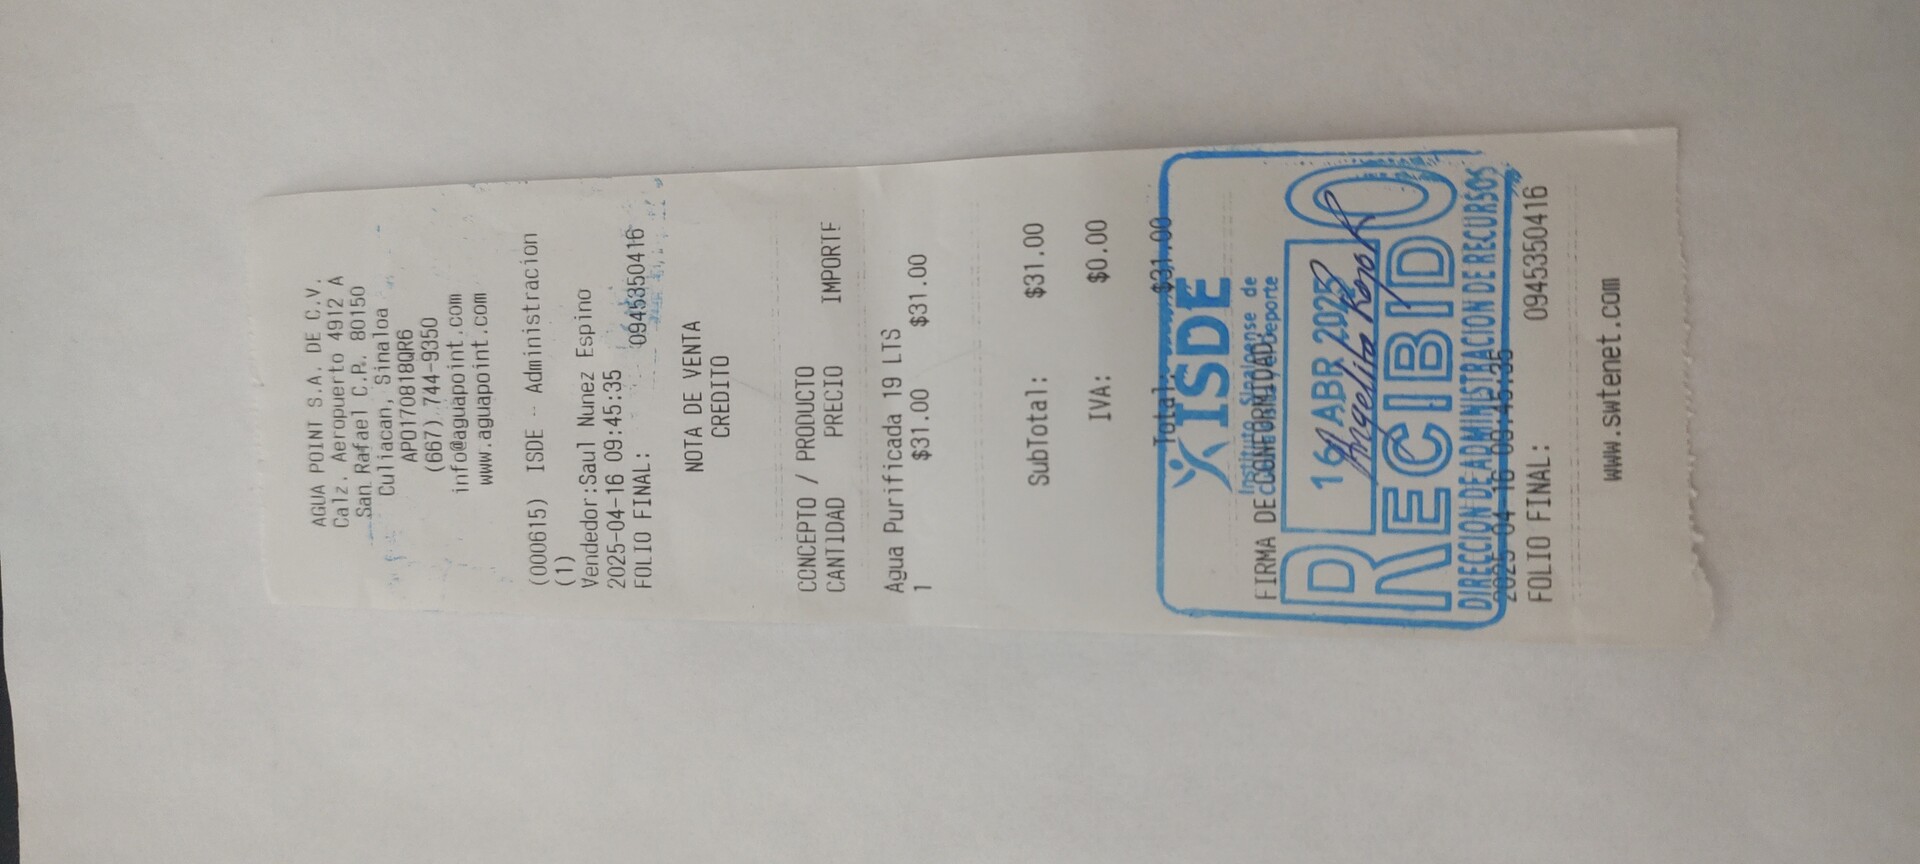 AGUA POINT S.A. DE C.V.
Calz. Aeropuerto 4912 A
San Rafael C.P. 80150
Culiacan, Sinaloa
APO170818QR6
(667) 744-9350
info@aguapoint.com
www.aguapoint.com
(000615) ISDE - Administracion
(1)
Vendedor:Saul Nunez Espino
2025-04-16 09:45:35
FOLIO FINAL: 0945350416
NOTA DE VENTA
CREDITO
CONCEPTO / PRODUCTO
CANTIDAD PRECIO IMPORTE
Agua Purificada 19 LTS
1 $31.00 $31.00
SubTotal: $31.00
IVA: $0.00
Total: $31.00
ISDE
Instituto Sinaloense de
Deporte
FIRMA DE CONFORMIDAD
16 ABR 2025
Angelita
RECIBIDO
DIRECCION DE ADMINISTRACION DE RECURSOS
2025-04-16 09:45:35
FOLIO FINAL: 0945350416
www.swtenet.com